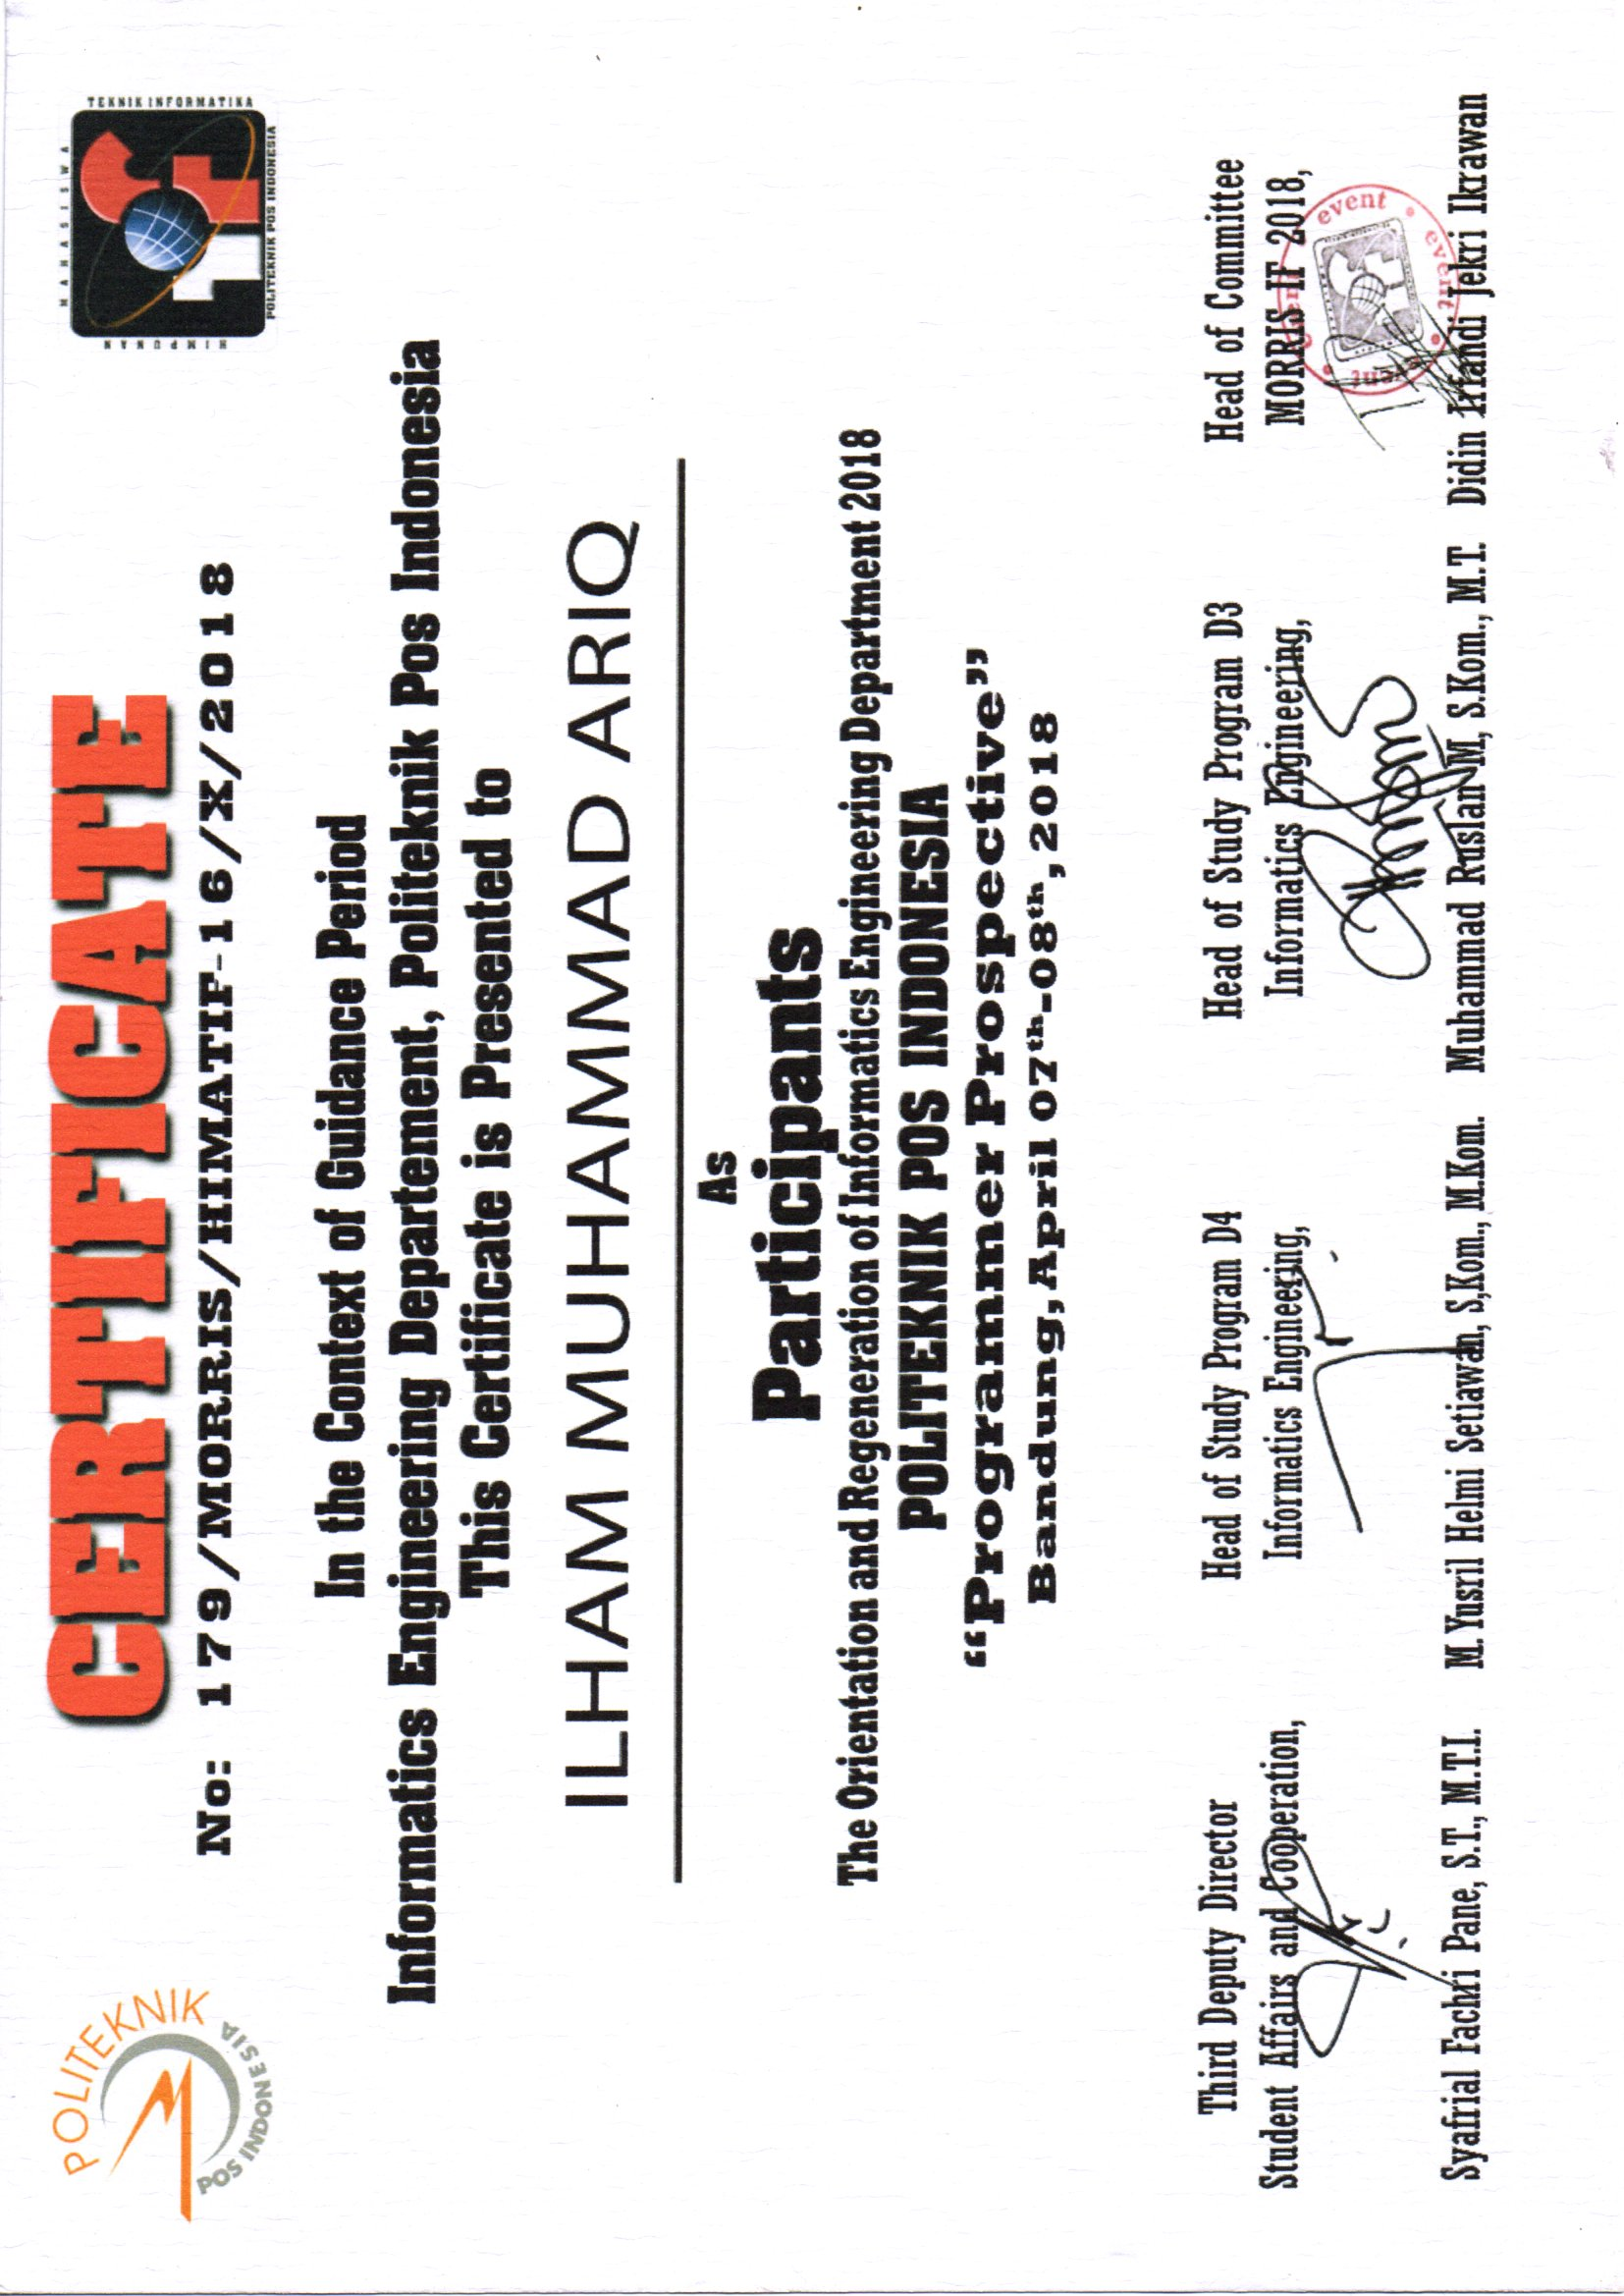 POLITEKNIK
POS INDONESIA
CERTIFICATE
HIMPUNAN
MAHASISWA
TEKNIK INFORMATIKA
POLITEKNIK POS INDONESIA
No: 179/MORRIS/HIMATIF-16/X/2018
In the Context of Guidance Period
Informatics Engineering Departement, Politeknik Pos Indonesia
This Certificate is Presented to
ILHAM MUHAMMAD ARIQ
As
Participants
The Orientation and Regeneration of Informatics Engineering Department 2018
POLITEKNIK POS INDONESIA
“Programmer Prospective”
Bandung, April 07th-08th, 2018
Third Deputy Director
Student Affairs and Cooperation,
Syafrial Fachri Pane, S.T., M.T.I.
Head of Study Program D4
Informatics Engineering,
M. Yusril Helmi Setiawan, S,Kom., M.Kom.
Head of Study Program D3
Informatics Engineering,
Muhammad Ruslan M, S.Kom., M.T.
Head of Committee
MORRIS IF 2018,
event event event event
Didin Irfandi Jekri Ikrawan